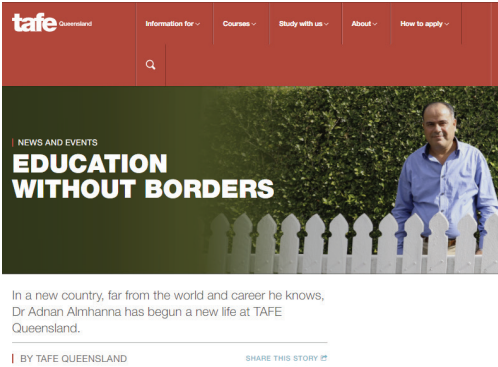 tafe Queensland
Information for
Courses
Study with us
About
How to apply
NEWS AND EVENTS
EDUCATION
WITHOUT BORDERS
In a new country, far from the world and career he knows,
Dr Adnan Almhanna has begun a new life at TAFE
Queensland.
BY TAFE QUEENSLAND
SHARE THIS STORY